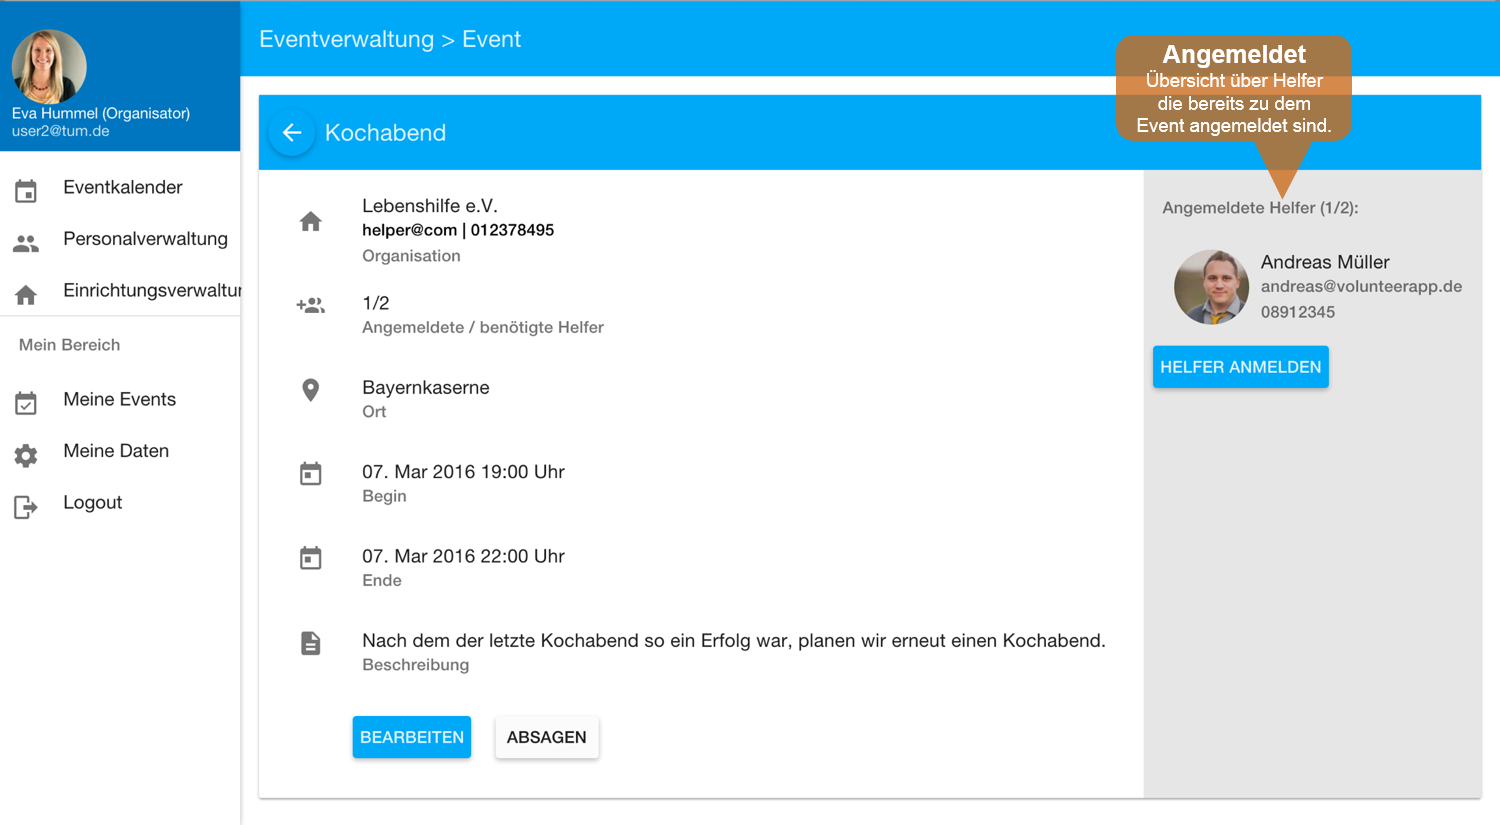 Eva Hummel (Organisator)
user2@tum.de
Eventkalender
Personalverwaltung
Einrichtungsverwaltur
Mein Bereich
Meine Events
Meine Daten
Logout
Eventverwaltung > Event
Kochabend
Angemeldet
Übersicht über Helfer
die bereits zu dem
Event angemeldet sind.
Lebenshilfe e.V.
helper@com | 012378495
Organisation
1/2
Angemeldete / benötigte Helfer
Bayernkaserne
Ort
07. Mar 2016 19:00 Uhr
Begin
07. Mar 2016 22:00 Uhr
Ende
Nach dem der letzte Kochabend so ein Erfolg war, planen wir erneut einen Kochabend.
Beschreibung
BEARBEITEN
ABSAGEN
Angemeldete Helfer (1/2):
Andreas Müller
andreas@volunteerapp.de
08912345
HELFER ANMELDEN